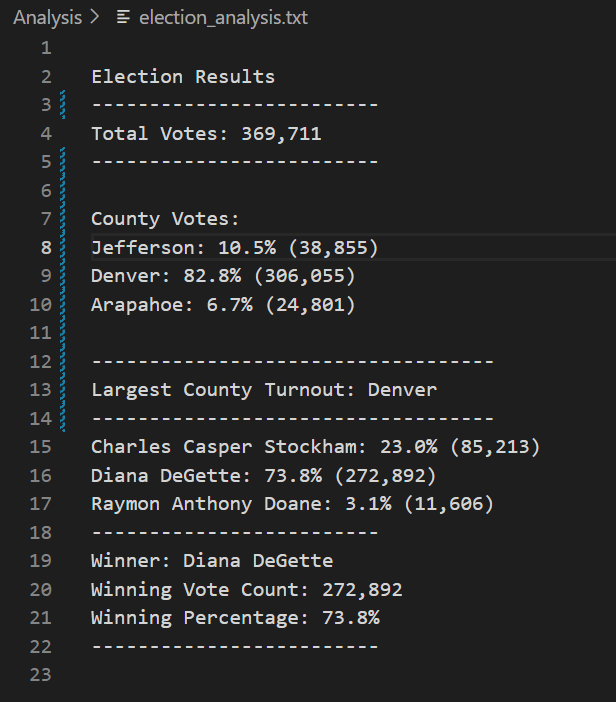 Analysis > election_analysis.txt
1
2 Election Results
3 -------------------------
4 Total Votes: 369,711
5 -------------------------
6
7 County Votes:
8 Jefferson: 10.5% (38,855)
9 Denver: 82.8% (306,055)
10 Arapahoe: 6.7% (24,801)
11
12 -----------------------------------
13 Largest County Turnout: Denver
14 -----------------------------------
15 Charles Casper Stockham: 23.0% (85,213)
16 Diana DeGette: 73.8% (272,892)
17 Raymon Anthony Doane: 3.1% (11,606)
18 -------------------------
19 Winner: Diana DeGette
20 Winning Vote Count: 272,892
21 Winning Percentage: 73.8%
22 -------------------------
23